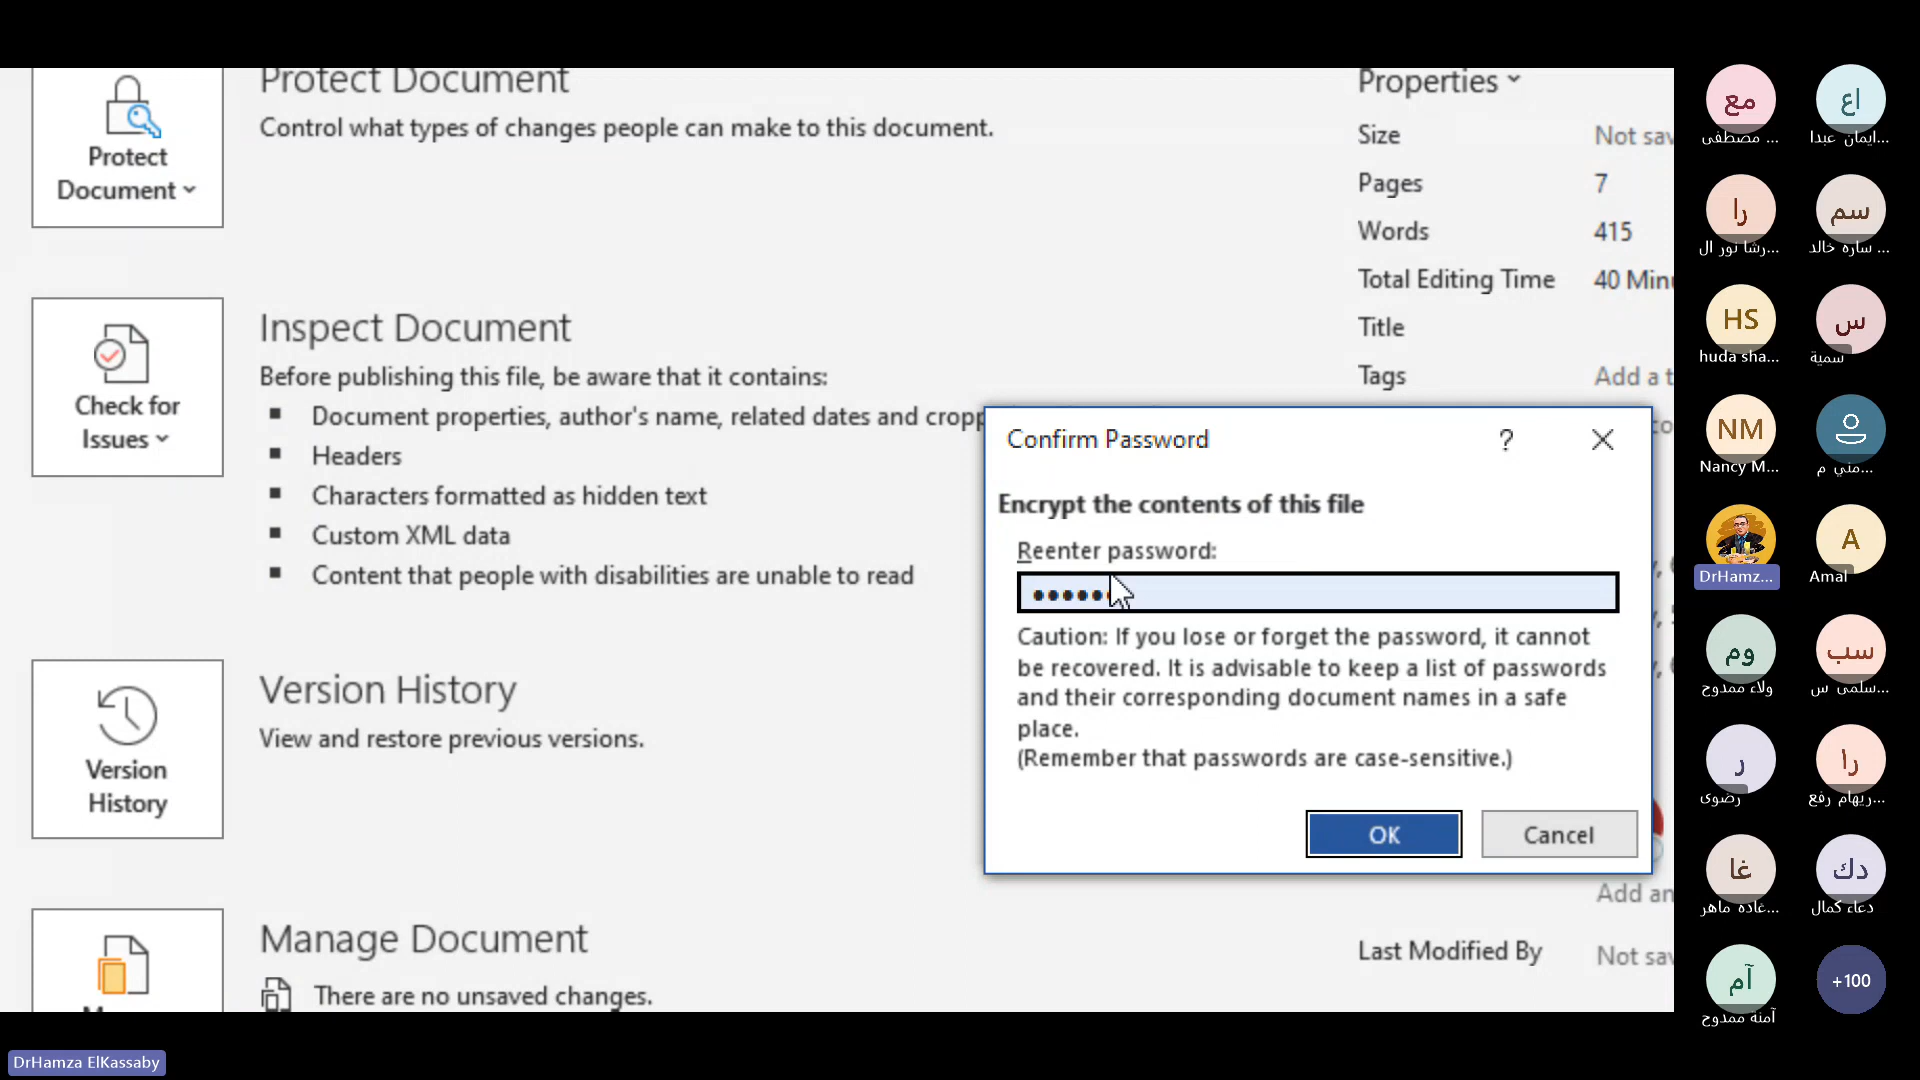 Protect Document
Control what types of changes people can make to this document.
Protect
Document
Inspect Document
Before publishing this file, be aware that it contains:
Document properties, author's name, related dates and cropp
Headers
Characters formatted as hidden text
Custom XML data
Content that people with disabilities are unable to read
Check for
Issues
Version History
View and restore previous versions.
Version
History
Manage Document
There are no unsaved changes.
Properties
Size Not sav
Pages 7
Words 415
Total Editing Time 40 Minu
Title
Tags Add a t
Add an
Last Modified By Not sav
Confirm Password
?
Encrypt the contents of this file
Reenter password:
Caution: If you lose or forget the password, it cannot
be recovered. It is advisable to keep a list of passwords
and their corresponding document names in a safe
place.
(Remember that passwords are case-sensitive.)
OK Cancel
مع
مصطفى ...
اع
ايمان عبدا...
را
رشا نور ال...
سم
ساره خالد ...
HS
huda sha...
س
سمية
NM
Nancy M...
مني م...
DrHamz...
A
Amal
وم
ولاء ممدوح
سب
سلمى س...
ر
رضوى
را
ريهام رفع...
غا
غاده ماهر...
دك
دعاء كمال
آم
آمنة ممدوح
+100
DrHamza ElKassaby